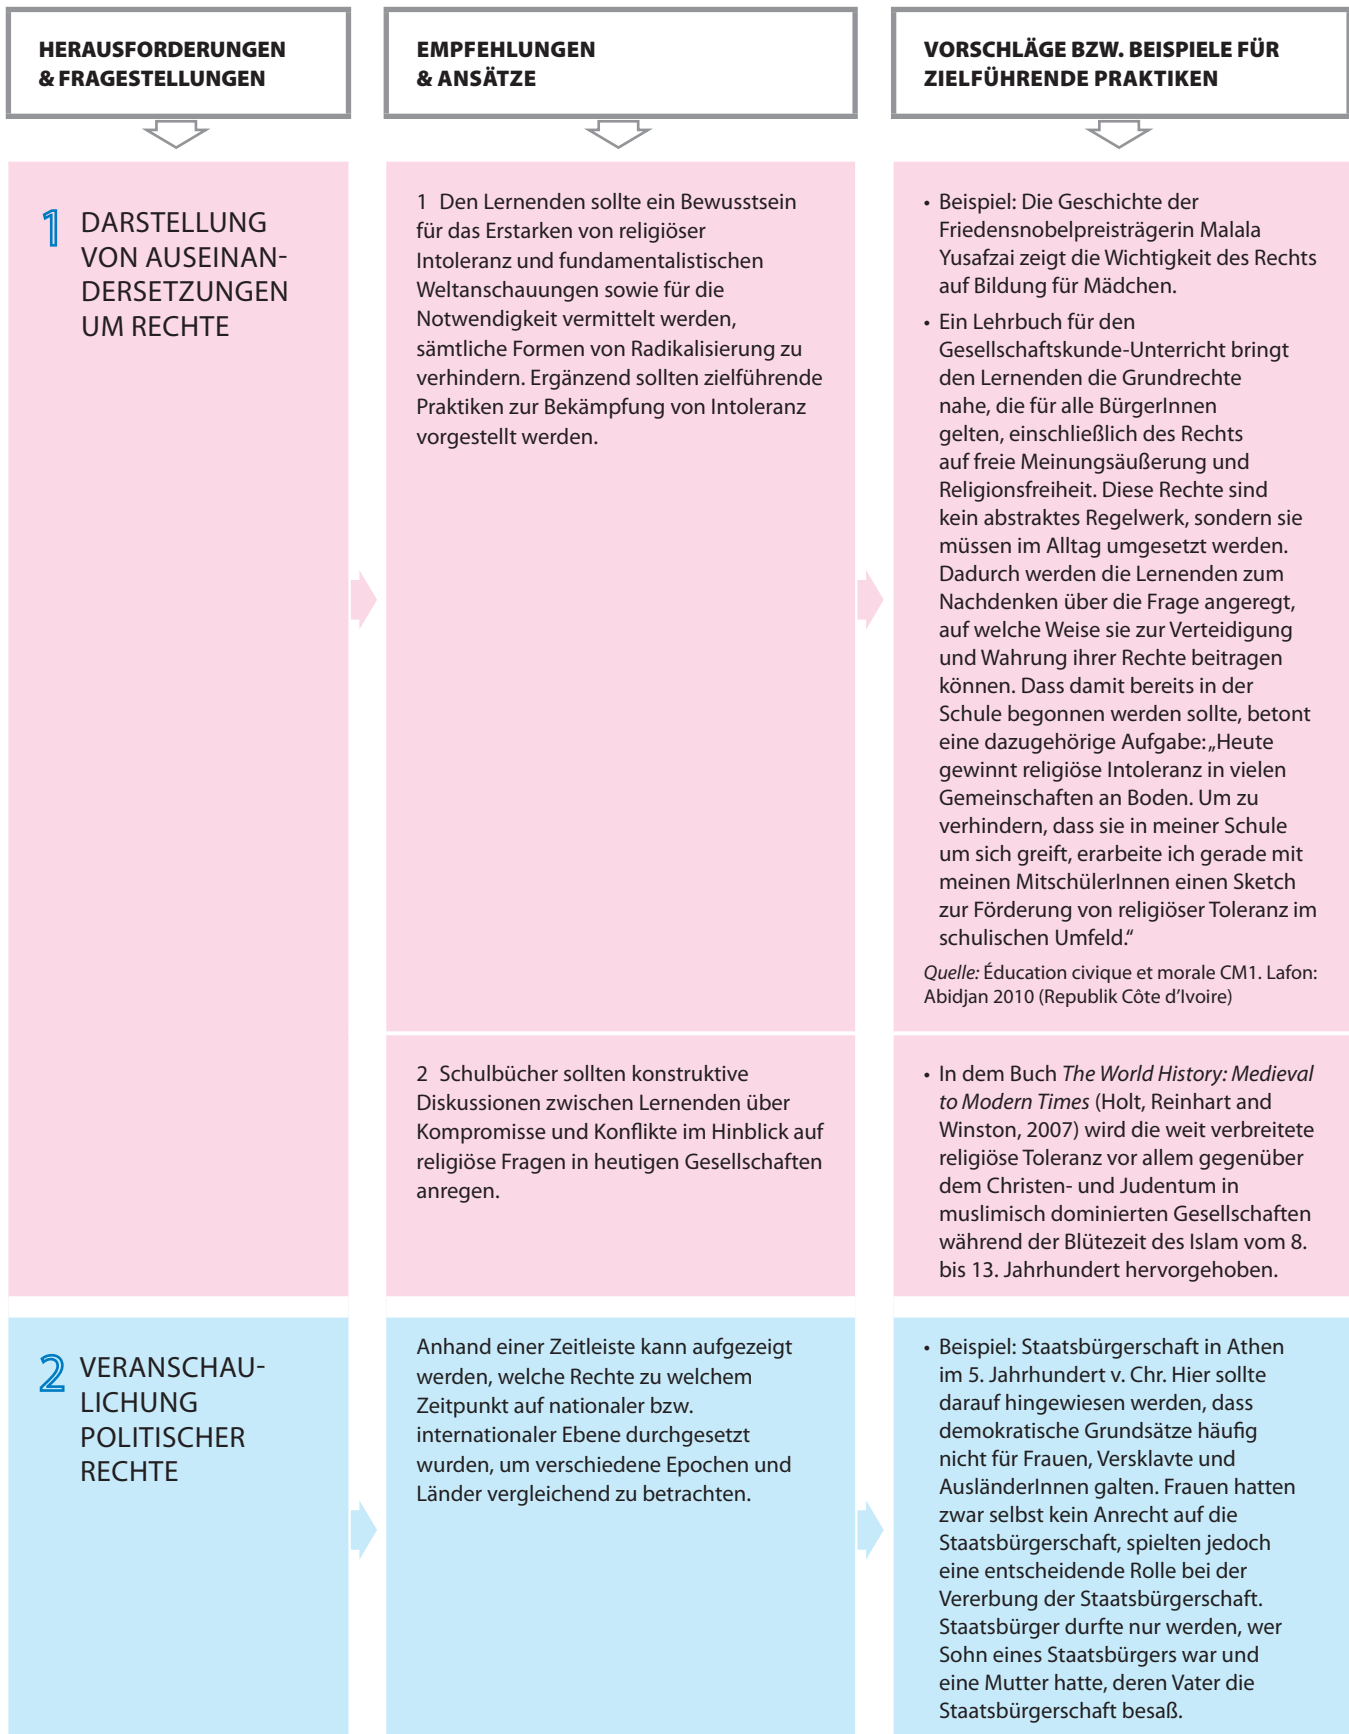 HERAUSFORDERUNGEN
& FRAGESTELLUNGEN
EMPFEHLUNGEN
& ANSÄTZE
VORSCHLÄGE BZW. BEISPIELE FÜR
ZIELFÜHRENDE PRAKTIKEN
1 DARSTELLUNG
VON AUSEINAN-
DERSETZUNGEN
UM RECHTE
1 Den Lernenden sollte ein Bewusstsein
für das Erstarken von religiöser
Intoleranz und fundamentalistischen
Weltanschauungen sowie für die
Notwendigkeit vermittelt werden,
sämtliche Formen von Radikalisierung zu
verhindern. Ergänzend sollten zielführende
Praktiken zur Bekämpfung von Intoleranz
vorgestellt werden.
• Beispiel: Die Geschichte der
Friedensnobelpreisträgerin Malala
Yusafzai zeigt die Wichtigkeit des Rechts
auf Bildung für Mädchen.
• Ein Lehrbuch für den
Gesellschaftskunde-Unterricht bringt
den Lernenden die Grundrechte
nahe, die für alle BürgerInnen
gelten, einschließlich des Rechts
auf freie Meinungsäußerung und
Religionsfreiheit. Diese Rechte sind
kein abstraktes Regelwerk, sondern sie
müssen im Alltag umgesetzt werden.
Dadurch werden die Lernenden zum
Nachdenken über die Frage angeregt,
auf welche Weise sie zur Verteidigung
und Wahrung ihrer Rechte beitragen
können. Dass damit bereits in der
Schule begonnen werden sollte, betont
eine dazugehörige Aufgabe: „Heute
gewinnt religiöse Intoleranz in vielen
Gemeinschaften an Boden. Um zu
verhindern, dass sie in meiner Schule
um sich greift, erarbeite ich gerade mit
meinen MitschülerInnen einen Sketch
zur Förderung von religiöser Toleranz im
schulischen Umfeld.“
Quelle: Éducation civique et morale CM1. Lafon:
Abidjan 2010 (Republik Côte d’Ivoire)
2 Schulbücher sollten konstruktive
Diskussionen zwischen Lernenden über
Kompromisse und Konflikte im Hinblick auf
religiöse Fragen in heutigen Gesellschaften
anregen.
• In dem Buch The World History: Medieval
to Modern Times (Holt, Reinhart and
Winston, 2007) wird die weit verbreitete
religiöse Toleranz vor allem gegenüber
dem Christen- und Judentum in
muslimisch dominierten Gesellschaften
während der Blütezeit des Islam vom 8.
bis 13. Jahrhundert hervorgehoben.
2 VERANSCHAU-
LICHUNG
POLITISCHER
RECHTE
Anhand einer Zeitleiste kann aufgezeigt
werden, welche Rechte zu welchem
Zeitpunkt auf nationaler bzw.
internationaler Ebene durchgesetzt
wurden, um verschiedene Epochen und
Länder vergleichend zu betrachten.
• Beispiel: Staatsbürgerschaft in Athen
im 5. Jahrhundert v. Chr. Hier sollte
darauf hingewiesen werden, dass
demokratische Grundsätze häufig
nicht für Frauen, Versklavte und
AusländerInnen galten. Frauen hatten
zwar selbst kein Anrecht auf die
Staatsbürgerschaft, spielten jedoch
eine entscheidende Rolle bei der
Vererbung der Staatsbürgerschaft.
Staatsbürger durfte nur werden, wer
Sohn eines Staatsbürgers war und
eine Mutter hatte, deren Vater die
Staatsbürgerschaft besaß.